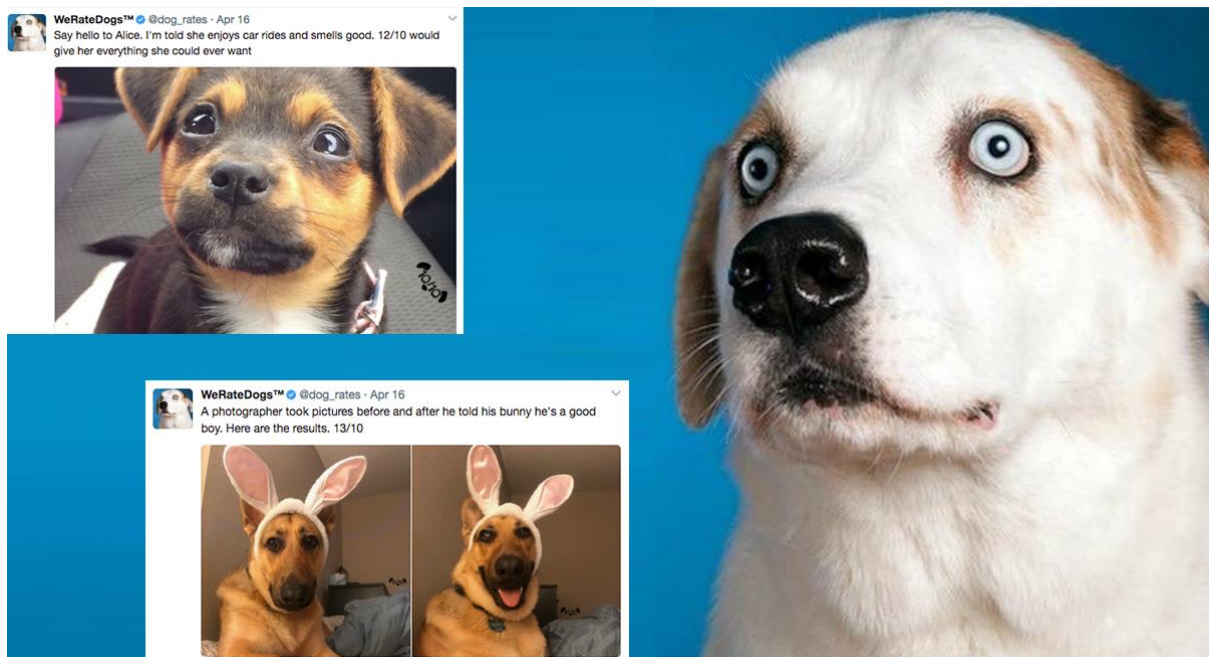 WeRateDogs™ @dog_rates · Apr 16
Say hello to Alice. I'm told she enjoys car rides and smells good. 12/10 would
give her everything she could ever want
10/10
WeRateDogs™ @dog_rates · Apr 16
A photographer took pictures before and after he told his bunny he's a good
boy. Here are the results. 13/10